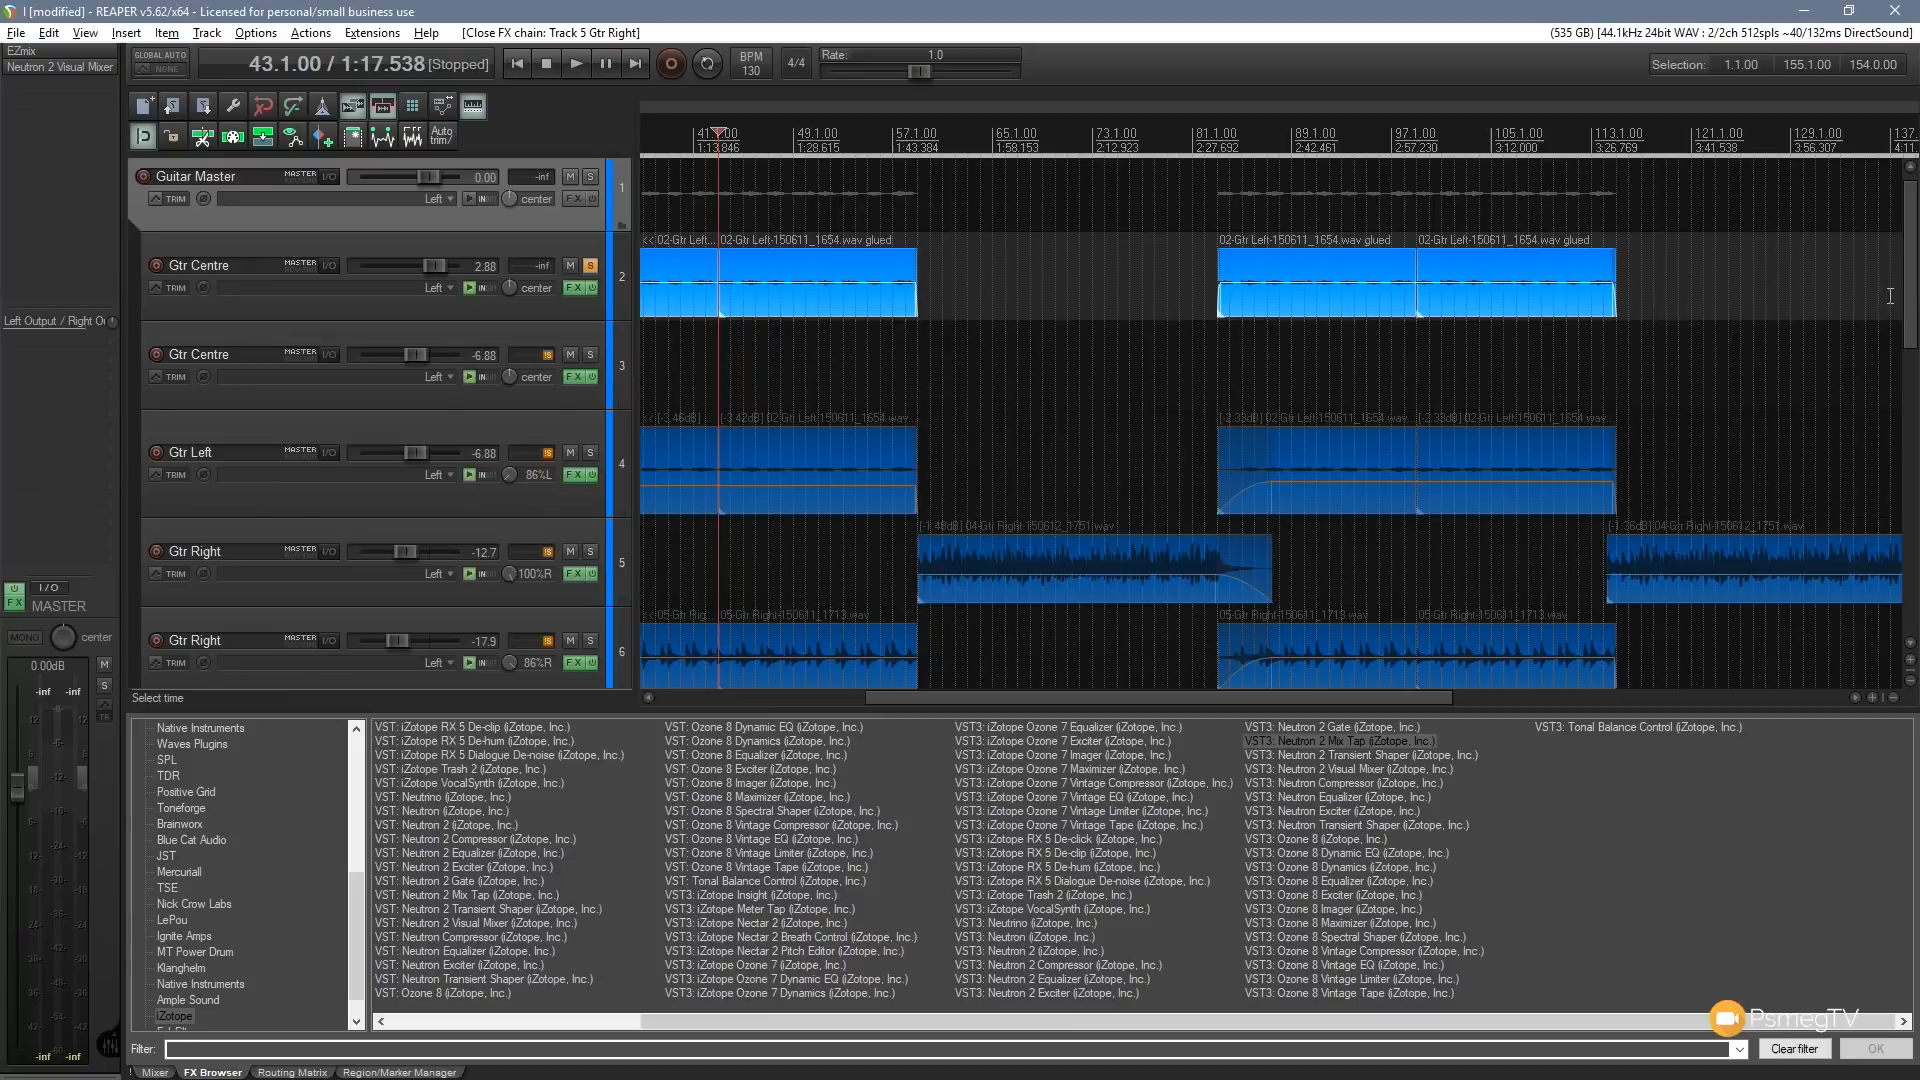 I [modified] - REAPER v5.62/x64 - Licensed for personal/small business use
File Edit View Insert Item Track Options Actions Extensions Help [Close FX chain: Track 5 Gtr Right]
(535 GB) [44.1kHz 24bit WAV : 2/2ch 512spls ~40/132ms DirectSound]
EZmix
Neutron 2 Visual Mixer
GLOBAL AUTO
NONE
43.1.00 / 1:17.538 [Stopped]
BPM
130
4/4
Rate: 1.0
Selection: 1.1.00 155.1.00 154.0.00
Auto
trim/
49.1.00 57.1.00 65.1.00 73.1.00 81.1.00 89.1.00 97.1.00 105.1.00 113.1.00 121.1.00 129.1.00 137.
1:13.846 1:28.615 1:43.384 1:58.153 2:12.923 2:27.692 2:42.461 2:57.230 3:12.000 3:26.769 3:41.538 3:56.307 4:11.
Guitar Master MASTER I/O 0.00 -inf M S 1
TRIM Left IN center FX
Gtr Centre MASTER I/O 2.88 -inf M S 2
TRIM Left IN center FX
Gtr Centre MASTER I/O -6.88 M S 3
TRIM Left IN center FX
Gtr Left MASTER I/O -6.88 M S 4
TRIM Left IN 86%L FX
Gtr Right MASTER I/O -12.7 M S 5
TRIM Left IN 100%R FX
Gtr Right MASTER I/O -17.9 M S 6
TRIM Left IN 86%R FX
<< 02-Gtr Left... 02-Gtr Left-150611_1654.wav glued
02-Gtr Left-150611_1654.wav glued 02-Gtr Left-150611_1654.wav glued
<< [-3.46dB] [-3.42dB] 02-Gtr Left-150611_1654.wav
[-2.33dB] 02-Gtr Left-150611_1654.wav [-2.33dB] 02-Gtr Left-150611_1654.wav
[-1.48dB] 04-Gtr Right-150612_1751.wav [-1.36dB] 04-Gtr Right-150612_1751.wav
<< 05-Gtr Rig... 05-Gtr Right-150611_1713.wav 05-Gtr Right-150611_1713.wav 05-Gtr Right-150611_1713.wav
Left Output / Right O
I/O
FX MASTER
MONO center
0.00dB M
-inf -inf S
TR
-inf -inf
Select time
Native Instruments
Waves Plugins
SPL
TDR
Positive Grid
Toneforge
Brainworx
Blue Cat Audio
JST
Mercuriall
TSE
Nick Crow Labs
LePou
Ignite Amps
MT Power Drum
Klanghelm
Native Instruments
Ample Sound
iZotope
VST: iZotope RX 5 De-clip (iZotope, Inc.)
VST: iZotope RX 5 De-hum (iZotope, Inc.)
VST: iZotope RX 5 Dialogue De-noise (iZotope, Inc.)
VST: iZotope Trash 2 (iZotope, Inc.)
VST: iZotope VocalSynth (iZotope, Inc.)
VST: Neutrino (iZotope, Inc.)
VST: Neutron (iZotope, Inc.)
VST: Neutron 2 (iZotope, Inc.)
VST: Neutron 2 Compressor (iZotope, Inc.)
VST: Neutron 2 Equalizer (iZotope, Inc.)
VST: Neutron 2 Exciter (iZotope, Inc.)
VST: Neutron 2 Gate (iZotope, Inc.)
VST: Neutron 2 Mix Tap (iZotope, Inc.)
VST: Neutron 2 Transient Shaper (iZotope, Inc.)
VST: Neutron 2 Visual Mixer (iZotope, Inc.)
VST: Neutron Compressor (iZotope, Inc.)
VST: Neutron Equalizer (iZotope, Inc.)
VST: Neutron Exciter (iZotope, Inc.)
VST: Neutron Transient Shaper (iZotope, Inc.)
VST: Ozone 8 (iZotope, Inc.)
VST: Ozone 8 Dynamic EQ (iZotope, Inc.)
VST: Ozone 8 Dynamics (iZotope, Inc.)
VST: Ozone 8 Equalizer (iZotope, Inc.)
VST: Ozone 8 Exciter (iZotope, Inc.)
VST: Ozone 8 Imager (iZotope, Inc.)
VST: Ozone 8 Maximizer (iZotope, Inc.)
VST: Ozone 8 Spectral Shaper (iZotope, Inc.)
VST: Ozone 8 Vintage Compressor (iZotope, Inc.)
VST: Ozone 8 Vintage EQ (iZotope, Inc.)
VST: Ozone 8 Vintage Limiter (iZotope, Inc.)
VST: Ozone 8 Vintage Tape (iZotope, Inc.)
VST: Tonal Balance Control (iZotope, Inc.)
VST3: iZotope Insight (iZotope, Inc.)
VST3: iZotope Meter Tap (iZotope, Inc.)
VST3: iZotope Nectar 2 (iZotope, Inc.)
VST3: iZotope Nectar 2 Breath Control (iZotope, Inc.)
VST3: iZotope Nectar 2 Pitch Editor (iZotope, Inc.)
VST3: iZotope Ozone 7 (iZotope, Inc.)
VST3: iZotope Ozone 7 Dynamic EQ (iZotope, Inc.)
VST3: iZotope Ozone 7 Dynamics (iZotope, Inc.)
VST3: iZotope Ozone 7 Equalizer (iZotope, Inc.)
VST3: iZotope Ozone 7 Exciter (iZotope, Inc.)
VST3: iZotope Ozone 7 Imager (iZotope, Inc.)
VST3: iZotope Ozone 7 Maximizer (iZotope, Inc.)
VST3: iZotope Ozone 7 Vintage Compressor (iZotope, Inc.)
VST3: iZotope Ozone 7 Vintage EQ (iZotope, Inc.)
VST3: iZotope Ozone 7 Vintage Limiter (iZotope, Inc.)
VST3: iZotope Ozone 7 Vintage Tape (iZotope, Inc.)
VST3: iZotope RX 5 De-click (iZotope, Inc.)
VST3: iZotope RX 5 De-clip (iZotope, Inc.)
VST3: iZotope RX 5 De-hum (iZotope, Inc.)
VST3: iZotope RX 5 Dialogue De-noise (iZotope, Inc.)
VST3: iZotope Trash 2 (iZotope, Inc.)
VST3: iZotope VocalSynth (iZotope, Inc.)
VST3: Neutrino (iZotope, Inc.)
VST3: Neutron (iZotope, Inc.)
VST3: Neutron 2 (iZotope, Inc.)
VST3: Neutron 2 Compressor (iZotope, Inc.)
VST3: Neutron 2 Equalizer (iZotope, Inc.)
VST3: Neutron 2 Exciter (iZotope, Inc.)
VST3: Neutron 2 Gate (iZotope, Inc.)
VST3: Neutron 2 Mix Tap (iZotope, Inc.)
VST3: Neutron 2 Transient Shaper (iZotope, Inc.)
VST3: Neutron 2 Visual Mixer (iZotope, Inc.)
VST3: Neutron Compressor (iZotope, Inc.)
VST3: Neutron Equalizer (iZotope, Inc.)
VST3: Neutron Exciter (iZotope, Inc.)
VST3: Neutron Transient Shaper (iZotope, Inc.)
VST3: Ozone 8 (iZotope, Inc.)
VST3: Ozone 8 Dynamic EQ (iZotope, Inc.)
VST3: Ozone 8 Dynamics (iZotope, Inc.)
VST3: Ozone 8 Equalizer (iZotope, Inc.)
VST3: Ozone 8 Exciter (iZotope, Inc.)
VST3: Ozone 8 Imager (iZotope, Inc.)
VST3: Ozone 8 Maximizer (iZotope, Inc.)
VST3: Ozone 8 Spectral Shaper (iZotope, Inc.)
VST3: Ozone 8 Vintage Compressor (iZotope, Inc.)
VST3: Ozone 8 Vintage EQ (iZotope, Inc.)
VST3: Ozone 8 Vintage Limiter (iZotope, Inc.)
VST3: Ozone 8 Vintage Tape (iZotope, Inc.)
VST3: Tonal Balance Control (iZotope, Inc.)
PsmegTV
Filter: Clear filter OK
! Mixer FX Browser Routing Matrix Region/Marker Manager